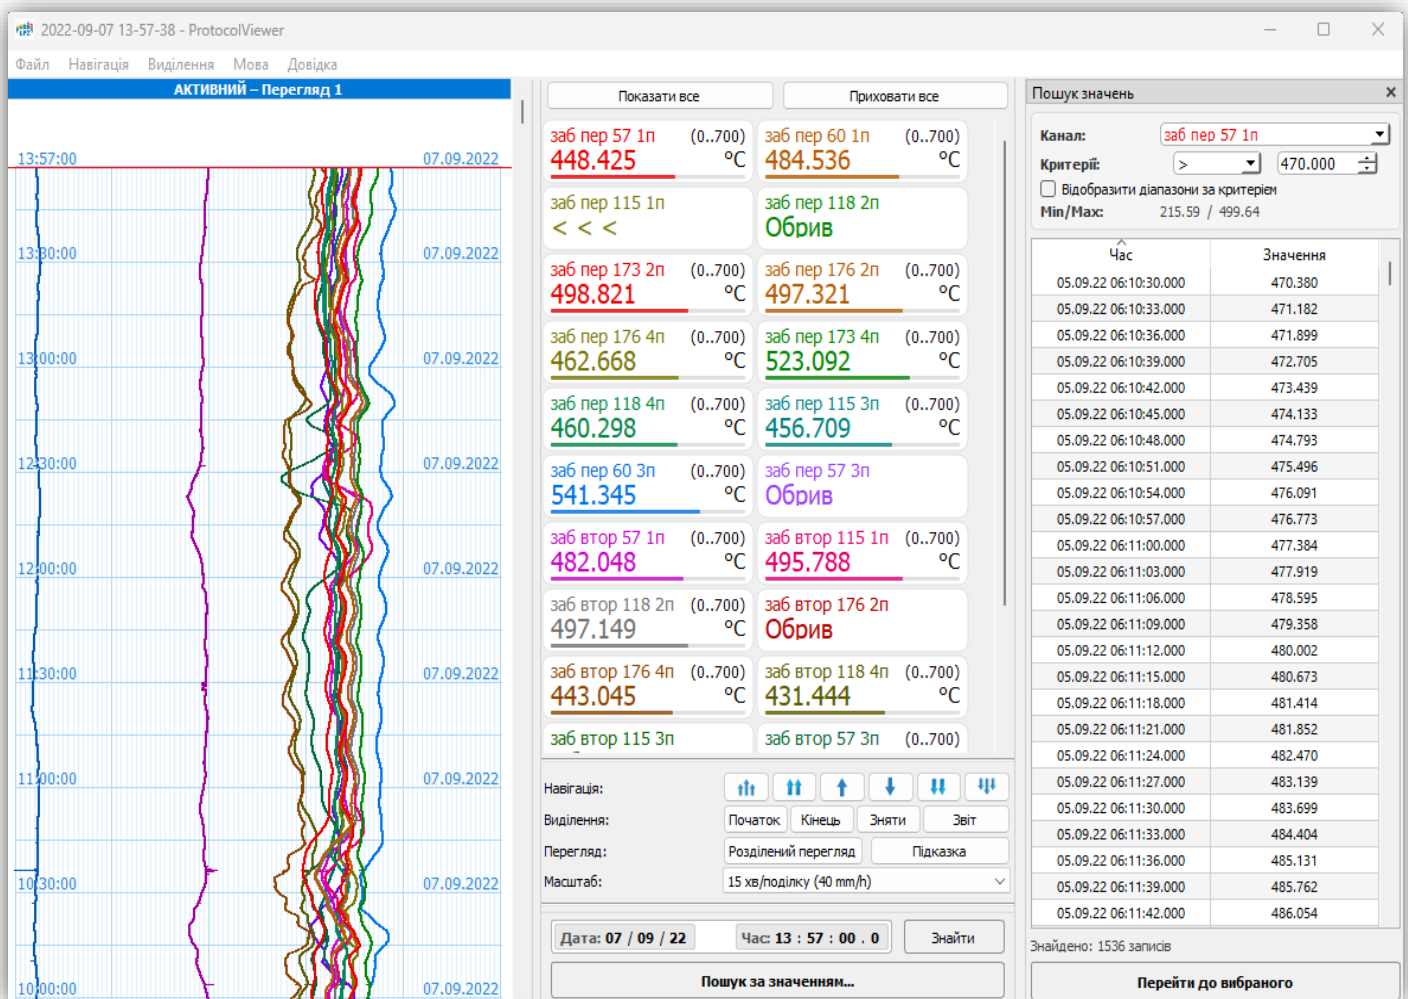 2022-09-07 13-57-38 - ProtocolViewer
Файл Навігація Виділення Мова Довідка
АКТИВНИЙ – Перегляд 1
13:57:00 07.09.2022
13:30:00 07.09.2022
13:00:00 07.09.2022
12:30:00 07.09.2022
12:00:00 07.09.2022
11:30:00 07.09.2022
11:00:00 07.09.2022
10:30:00 07.09.2022
10:00:00 07.09.2022
Показати все Приховати все
заб пер 57 1п (0..700) заб пер 60 1п (0..700)
448.425 °C 484.536 °C
заб пер 115 1п заб пер 118 2п
< < < Обрив
заб пер 173 2п (0..700) заб пер 176 2п (0..700)
498.821 °C 497.321 °C
заб пер 176 4п (0..700) заб пер 173 4п (0..700)
462.668 °C 523.092 °C
заб пер 118 4п (0..700) заб пер 115 3п (0..700)
460.298 °C 456.709 °C
заб пер 60 3п (0..700) заб пер 57 3п
541.345 °C Обрив
заб втор 57 1п (0..700) заб втор 115 1п (0..700)
482.048 °C 495.788 °C
заб втор 118 2п (0..700) заб втор 176 2п
497.149 °C Обрив
заб втор 176 4п (0..700) заб втор 118 4п (0..700)
443.045 °C 431.444 °C
заб втор 115 3п заб втор 57 3п (0..700)
Навігація:
Виділення: Початок Кінець Зняти Звіт
Перегляд: Розділений перегляд Підказка
Масштаб: 15 хв/поділку (40 mm/h)
Дата: 07 / 09 / 22 Час: 13 : 57 : 00 . 0 Знайти
Пошук за значенням...
Пошук значень
Канал: заб пер 57 1п
Критерії: > 470.000
Відобразити діапазони за критерієм
Min/Max: 215.59 / 499.64
Час Значення
05.09.22 06:10:30.000 470.380
05.09.22 06:10:33.000 471.182
05.09.22 06:10:36.000 471.899
05.09.22 06:10:39.000 472.705
05.09.22 06:10:42.000 473.439
05.09.22 06:10:45.000 474.133
05.09.22 06:10:48.000 474.793
05.09.22 06:10:51.000 475.496
05.09.22 06:10:54.000 476.091
05.09.22 06:10:57.000 476.773
05.09.22 06:11:00.000 477.384
05.09.22 06:11:03.000 477.919
05.09.22 06:11:06.000 478.595
05.09.22 06:11:09.000 479.358
05.09.22 06:11:12.000 480.002
05.09.22 06:11:15.000 480.673
05.09.22 06:11:18.000 481.414
05.09.22 06:11:21.000 481.852
05.09.22 06:11:24.000 482.470
05.09.22 06:11:27.000 483.139
05.09.22 06:11:30.000 483.699
05.09.22 06:11:33.000 484.404
05.09.22 06:11:36.000 485.131
05.09.22 06:11:39.000 485.762
05.09.22 06:11:42.000 486.054
Знайдено: 1536 записів
Перейти до вибраного